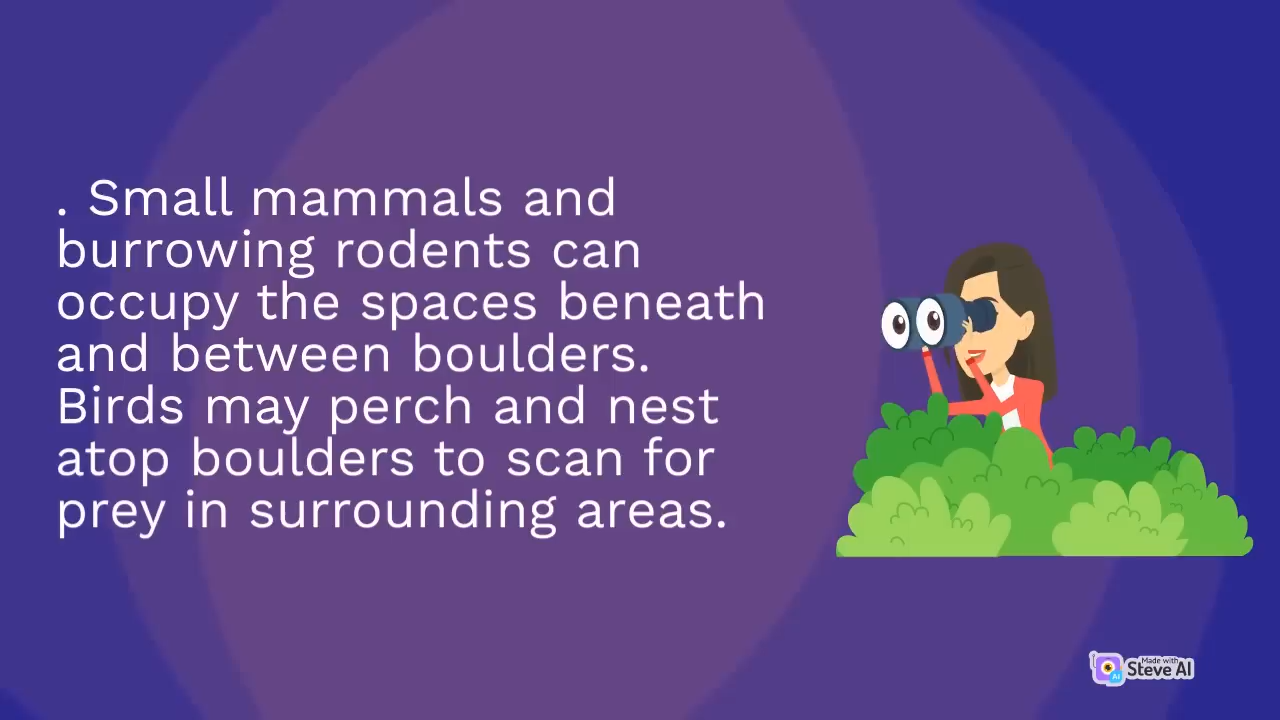 . Small mammals and
burrowing rodents can
occupy the spaces beneath
and between boulders.
Birds may perch and nest
atop boulders to scan for
prey in surrounding areas.
Made with
Steve AI
AI